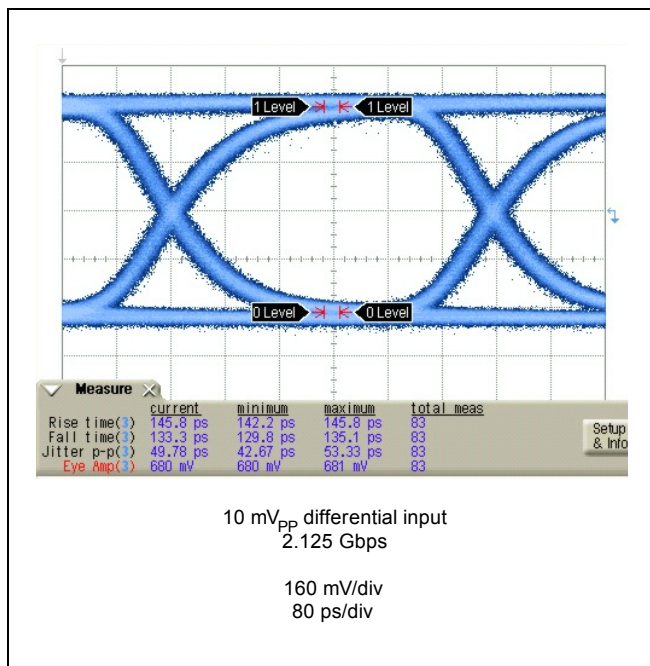 1 Level 1 Level
0 Level 0 Level
Measure
current minimum maximum total meas
Rise time(3) 145.8 ps 142.2 ps 145.8 ps 83
Fall time(3) 133.3 ps 129.8 ps 135.1 ps 83
Jitter p-p(3) 49.78 ps 42.67 ps 53.33 ps 83
Eye Amp(3) 680 mV 680 mV 681 mV 83
Setup
& Info
10 mVPP differential input
2.125 Gbps
160 mV/div
80 ps/div